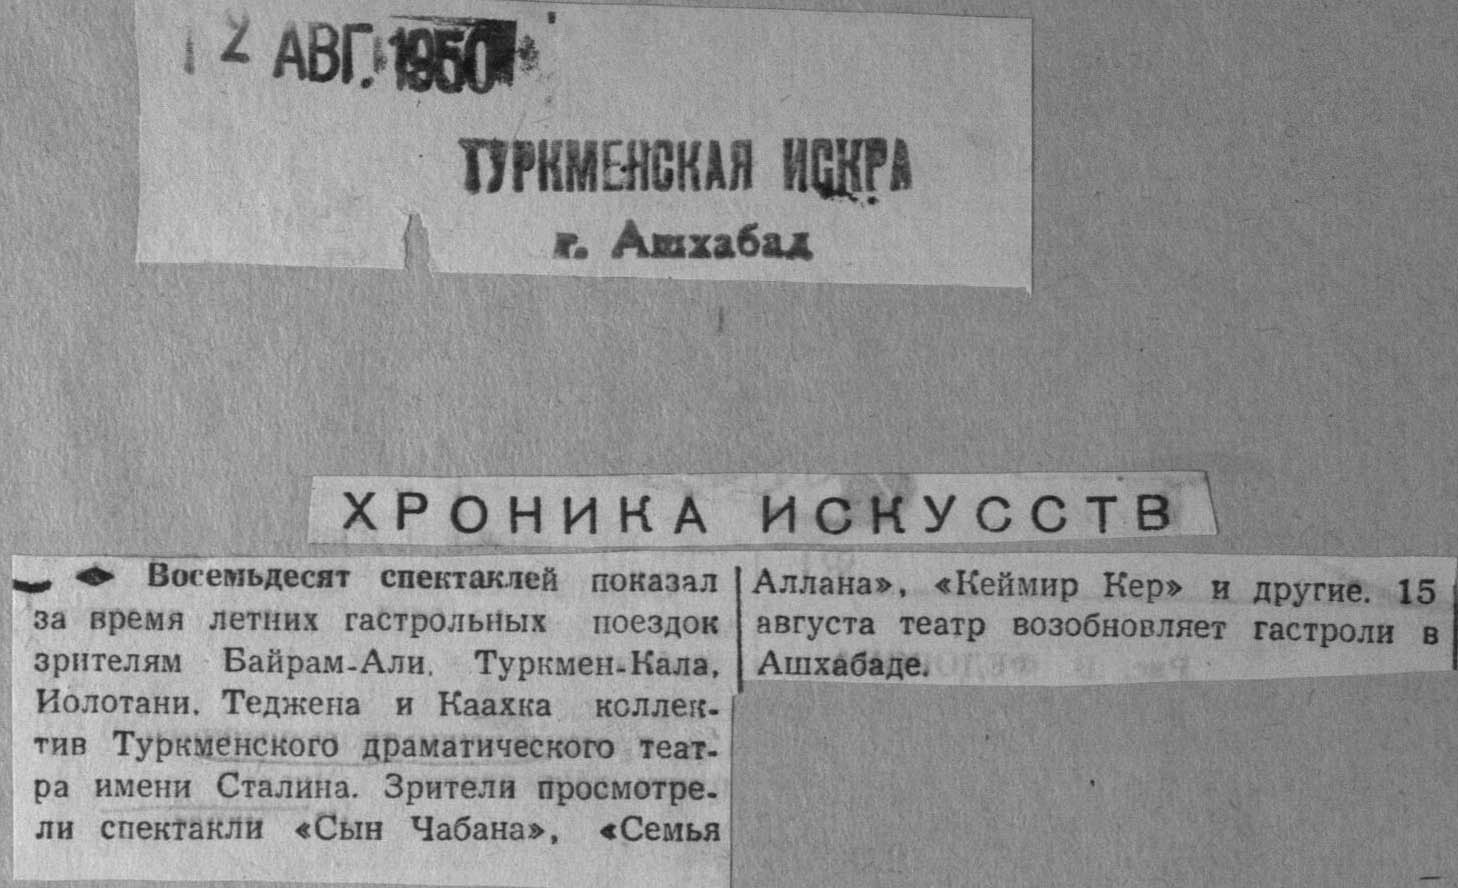 12 АВГ. 1950
ТУРКМЕНСКАЯ ИСКРА
г. Ашхабад
ХРОНИКА ИСКУССТВ
Восемьдесят спектаклей показал
за время летних гастрольных поездок
зрителям Байрам-Али, Туркмен-Кала,
Иолотани, Теджена и Каахка коллек-
тив Туркменского драматического теат-
ра имени Сталина. Зрители просмотре-
ли спектакли «Сын Чабана», «Семья
Аллана», «Кеймир Кер» и другие. 15
августа театр возобновляет гастроли в
Ашхабаде.